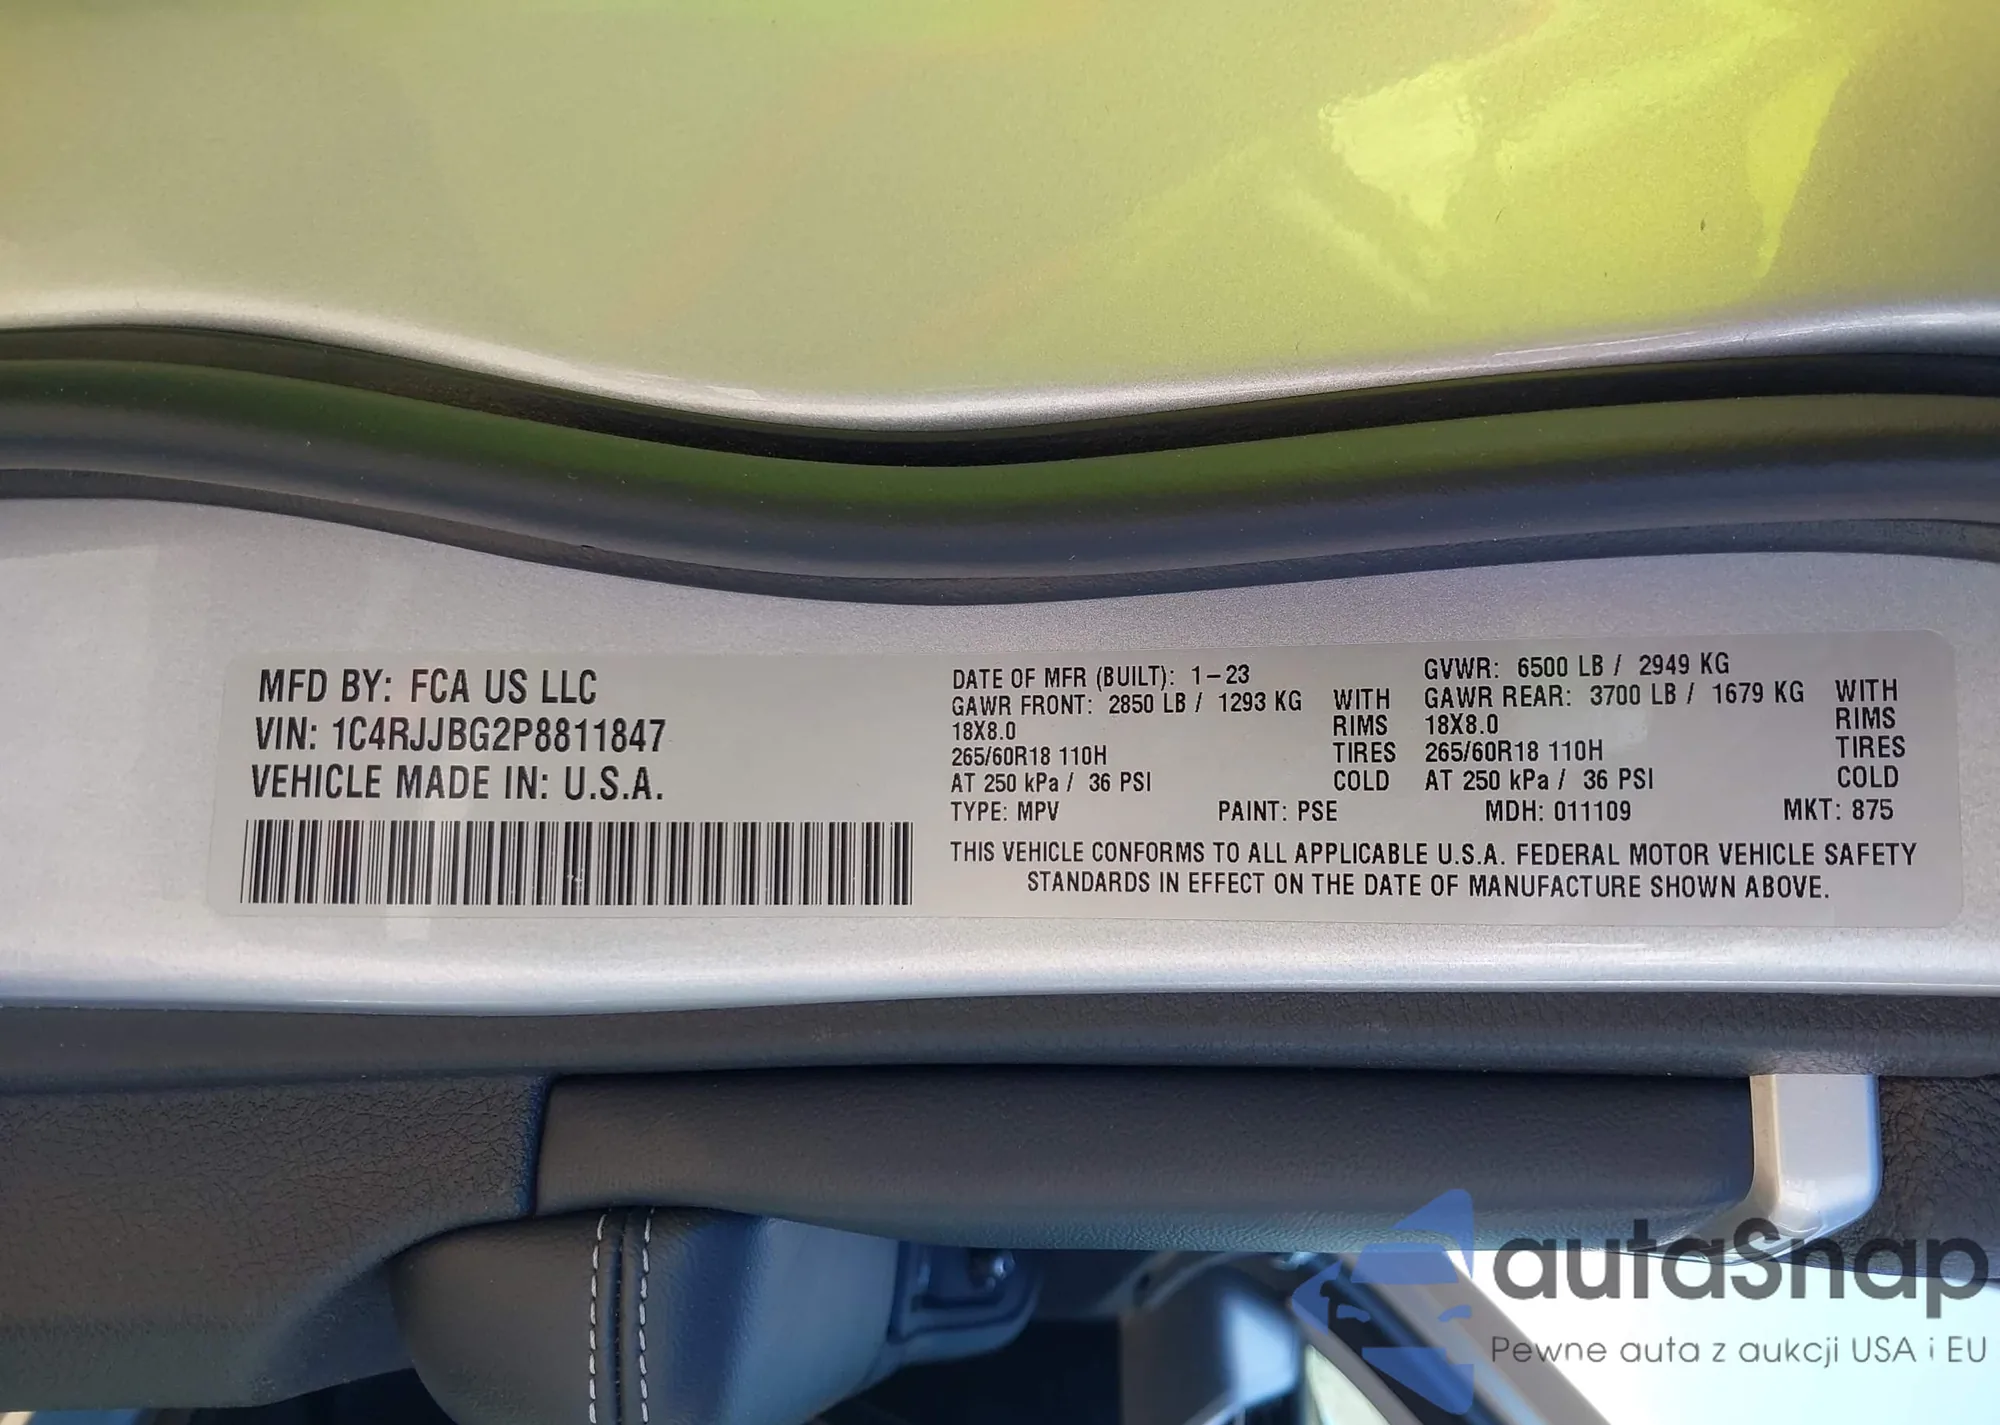 MFD BY: FCA US LLC
VIN: 1C4RJJBG2P8811847
VEHICLE MADE IN: U.S.A.
DATE OF MFR (BUILT): 1-23 GVWR: 6500 LB / 2949 KG
GAWR FRONT: 2850 LB / 1293 KG WITH GAWR REAR: 3700 LB / 1679 KG WITH
18X8.0 RIMS 18X8.0 RIMS
265/60R18 110H TIRES 265/60R18 110H TIRES
AT 250 kPa / 36 PSI COLD AT 250 kPa / 36 PSI COLD
TYPE: MPV PAINT: PSE MDH: 011109 MKT: 875
THIS VEHICLE CONFORMS TO ALL APPLICABLE U.S.A. FEDERAL MOTOR VEHICLE SAFETY
STANDARDS IN EFFECT ON THE DATE OF MANUFACTURE SHOWN ABOVE.
autaSnap
Pewne auta z aukcji USA i EU